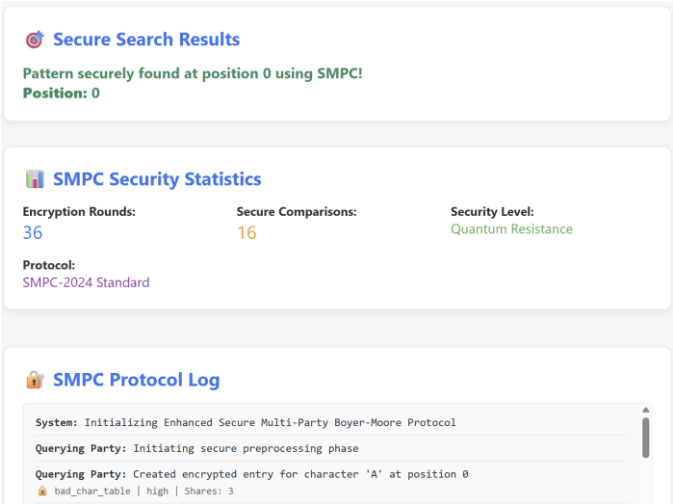 Secure Search Results
Pattern securely found at position 0 using SMPC!
Position: 0
SMPC Security Statistics
Encryption Rounds:
36
Secure Comparisons:
16
Security Level:
Quantum Resistance
Protocol:
SMPC-2024 Standard
SMPC Protocol Log
System: Initializing Enhanced Secure Multi-Party Boyer-Moore Protocol
Querying Party: Initiating secure preprocessing phase
Querying Party: Created encrypted entry for character 'A' at position 0
bad_char_table | high | Shares: 3